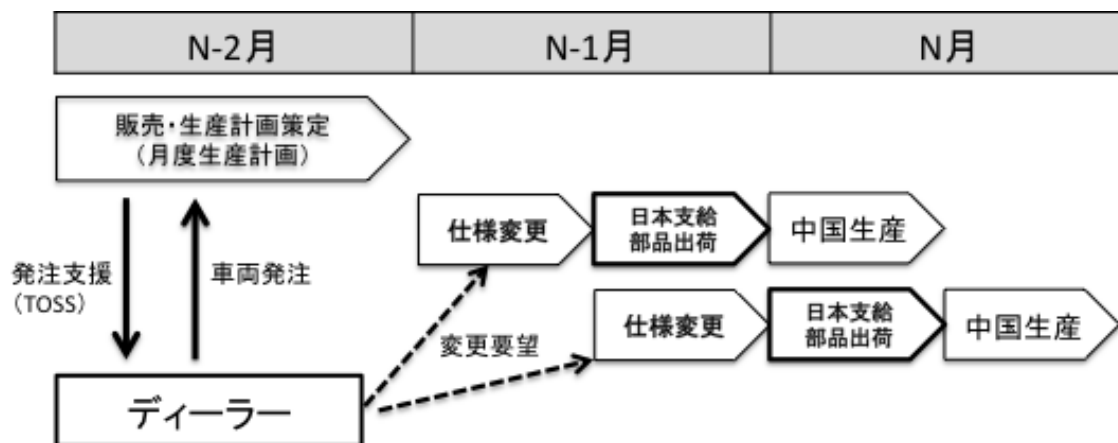 N-2月
N-1月
N月
販売・生産計画策定
（月度生産計画）
仕様変更
日本支給
部品出荷
中国生産
発注支援
（TOSS）
車両発注
仕様変更
日本支給
部品出荷
中国生産
変更要望
ディーラー